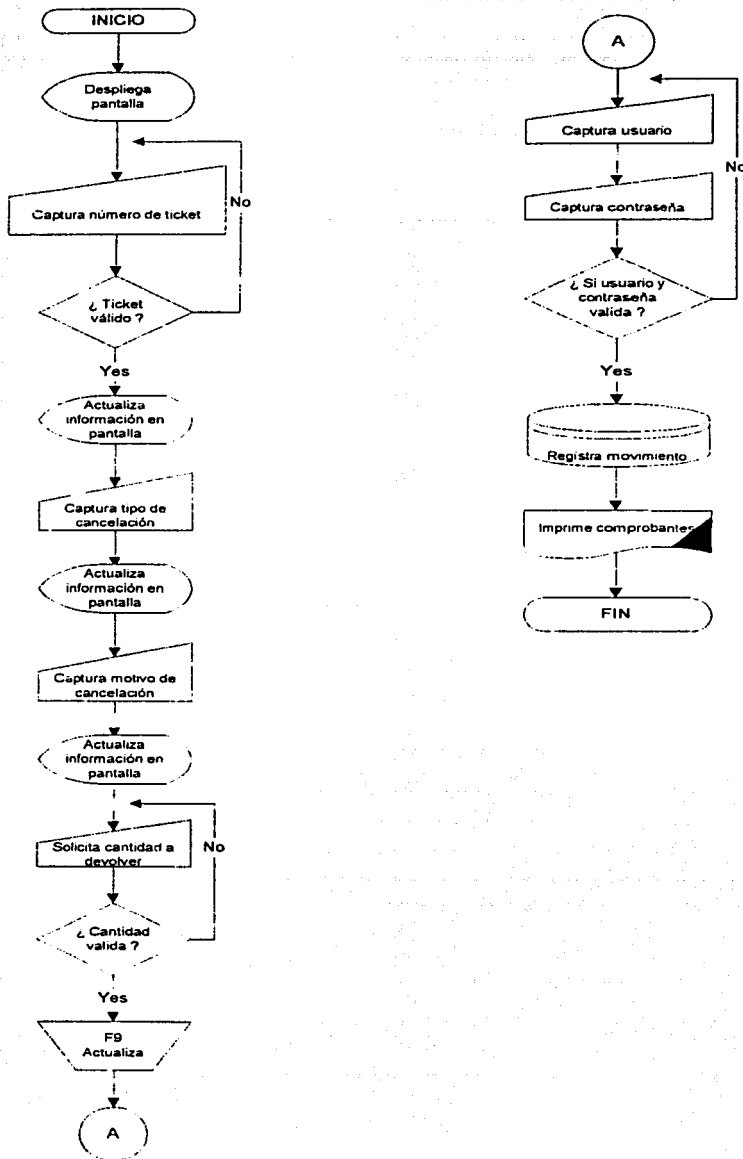 INICIO
Despliega
pantalla
No
Captura número de ticket
¿ Ticket
válido ?
Yes
Actualiza
información en
pantalla
Captura tipo de
cancelación
Actualiza
información en
pantalla
Captura motivo de
cancelación
Actualiza
información en
pantalla
Solicita cantidad a
devolver
No
¿ Cantidad
valida ?
Yes
F9
Actualiza
A
A
Captura usuario
No
Captura contraseña
¿ Si usuario y
contraseña
valida ?
Yes
Registra movimiento
Imprime comprobantes
FIN